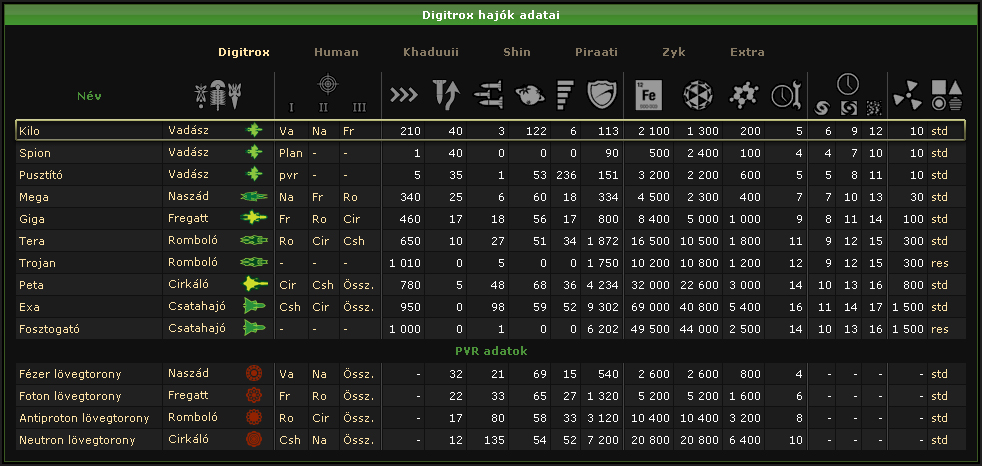 Digitrox hajók adatai
Digitrox Human Khaduuii Shin Piraati Zyk Extra
Név I II III Fe
Kilo Vadász Va Na Fr 210 40 3 122 6 113 2 100 1 300 200 5 6 9 12 10 std
Spion Vadász Plan - - 1 40 0 0 0 90 500 2 400 100 4 4 7 10 10 std
Pusztító Vadász pvr - - 5 35 1 53 236 151 3 200 2 200 600 5 5 8 11 10 std
Mega Naszád Na Fr Ro 340 25 6 60 18 334 4 500 2 300 400 7 7 10 13 30 std
Giga Fregatt Fr Ro Cir 460 17 18 56 17 800 8 400 5 000 1 000 9 8 11 14 100 std
Tera Romboló Ro Cir Csh 650 10 27 51 34 1 872 16 500 10 500 1 800 11 9 12 15 300 std
Trojan Romboló - - - 1 010 0 5 0 0 1 750 10 200 10 800 1 200 12 9 12 15 300 res
Peta Cirkáló Cir Csh Össz. 780 5 48 68 36 4 234 32 000 22 600 3 000 14 10 13 16 800 std
Exa Csatahajó Csh Cir Össz. 950 0 98 59 52 9 302 69 000 40 800 5 400 16 11 14 17 1 500 std
Fosztogató Csatahajó - - - 1 000 0 1 0 0 6 202 49 500 44 000 2 500 14 10 13 16 1 500 res
PVR adatok
Fézer lövegtorony Naszád Va Na Össz. - 32 21 69 15 540 2 600 2 600 800 4 - - - - std
Foton lövegtorony Fregatt Fr Ro Össz. - 22 33 65 27 1 320 5 200 5 200 1 600 6 - - - - std
Antiproton lövegtorony Romboló Ro Cir Össz. - 17 80 58 33 3 120 10 400 10 400 3 200 8 - - - - std
Neutron lövegtorony Cirkáló Csh Na Össz. - 12 135 54 52 7 200 20 800 20 800 6 400 10 - - - - std